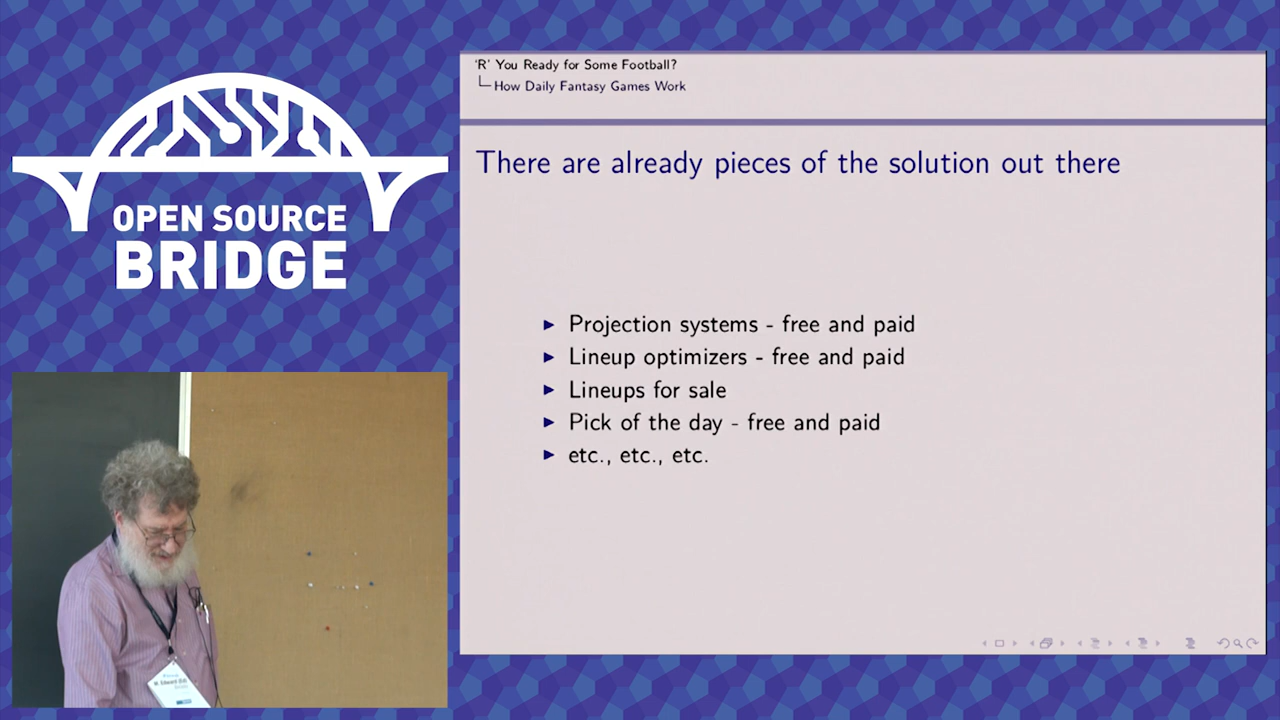 OPEN SOURCE
BRIDGE
'R' You Ready for Some Football?
How Daily Fantasy Games Work
There are already pieces of the solution out there
Projection systems - free and paid
Lineup optimizers - free and paid
Lineups for sale
Pick of the day - free and paid
etc., etc., etc.
M. Edward (Ed)